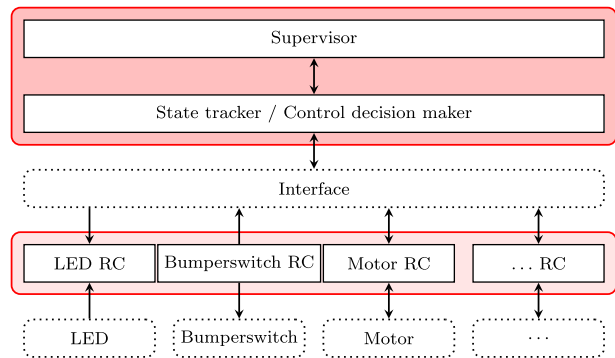 Supervisor
State tracker / Control decision maker
Interface
LED RC
Bumperswitch RC
Motor RC
... RC
LED
Bumperswitch
Motor
...